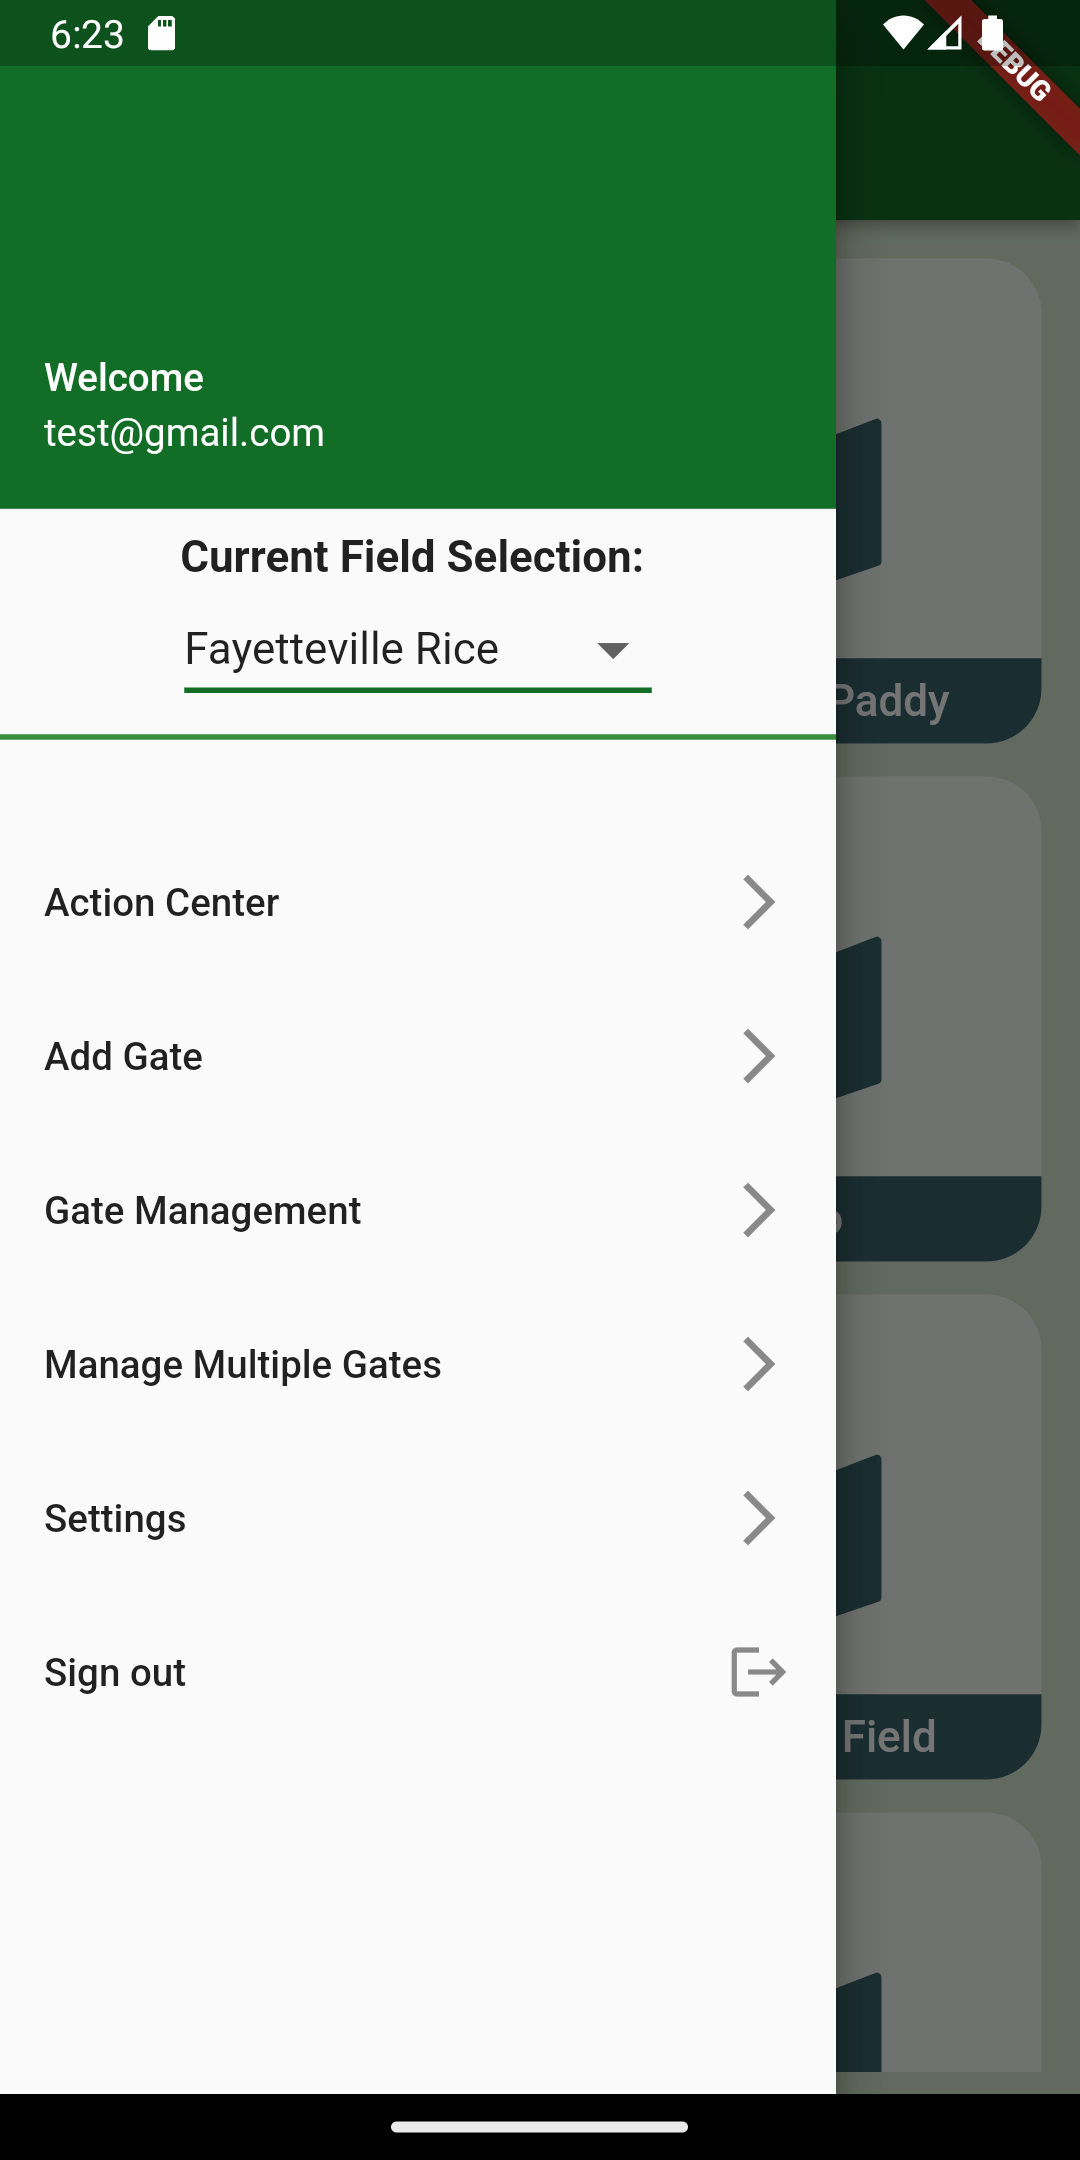 6:23
DEBUG
Welcome
test@gmail.com
Current Field Selection:
Fayetteville Rice
Paddy
Action Center
Add Gate
Gate Management
Manage Multiple Gates
Settings
Field
Sign out